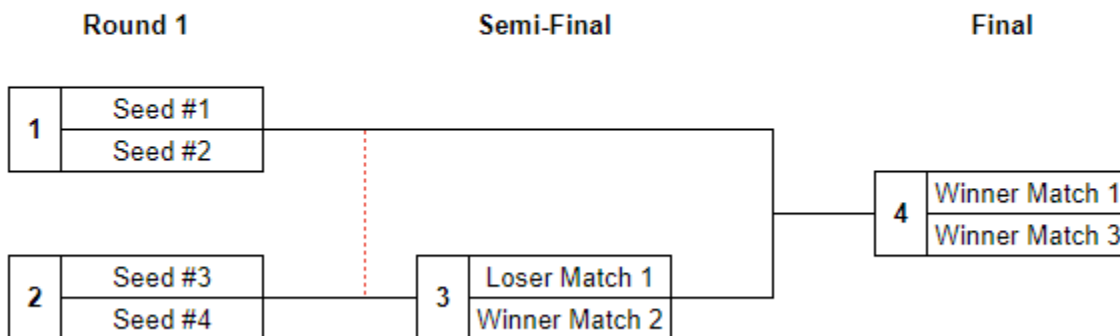 Round 1
Semi-Final
Final
1
Seed #1
Seed #2
2
Seed #3
Seed #4
3
Loser Match 1
Winner Match 2
4
Winner Match 1
Winner Match 3